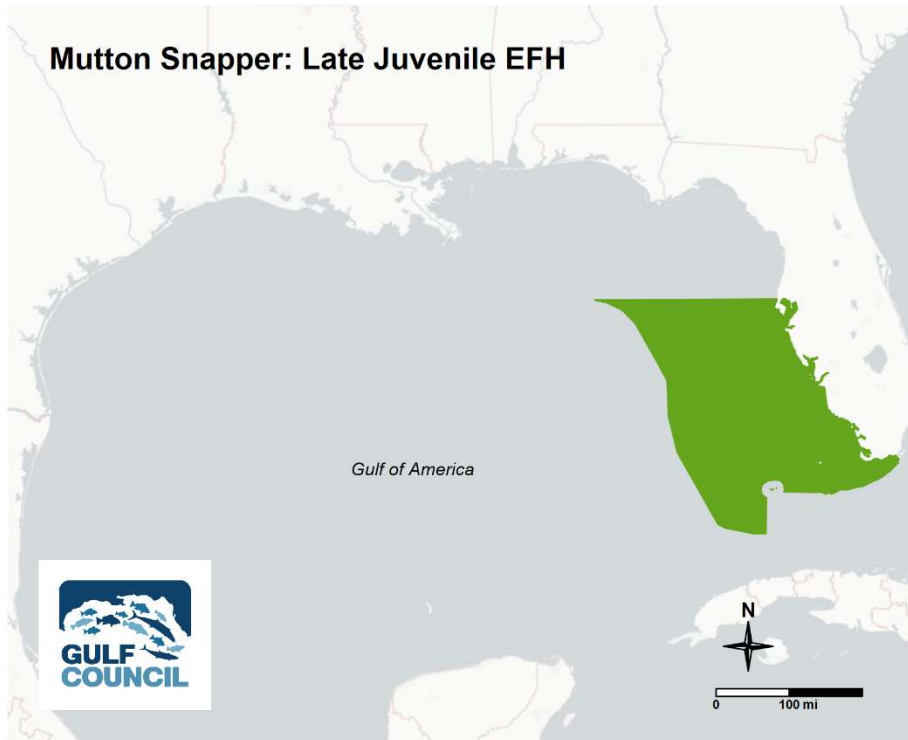 Mutton Snapper: Late Juvenile EFH
Gulf of America
GULF
COUNCIL
N
0 100 mi